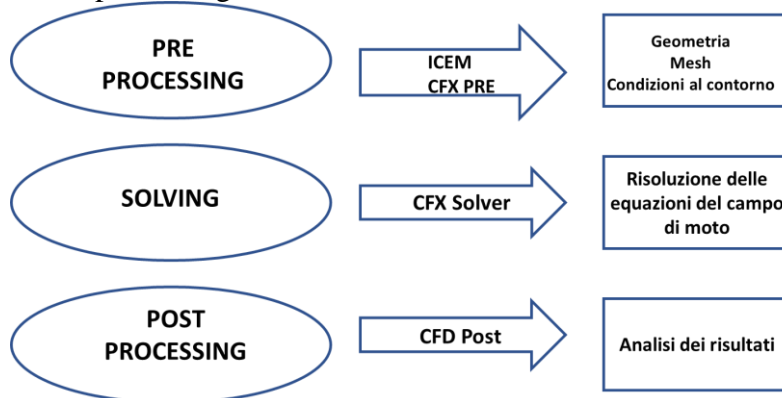 PRE
PROCESSING
ICEM
CFX PRE
Geometria
Mesh
Condizioni al contorno
SOLVING
CFX Solver
Risoluzione delle
equazioni del campo
di moto
POST
PROCESSING
CFD Post
Analisi dei risultati